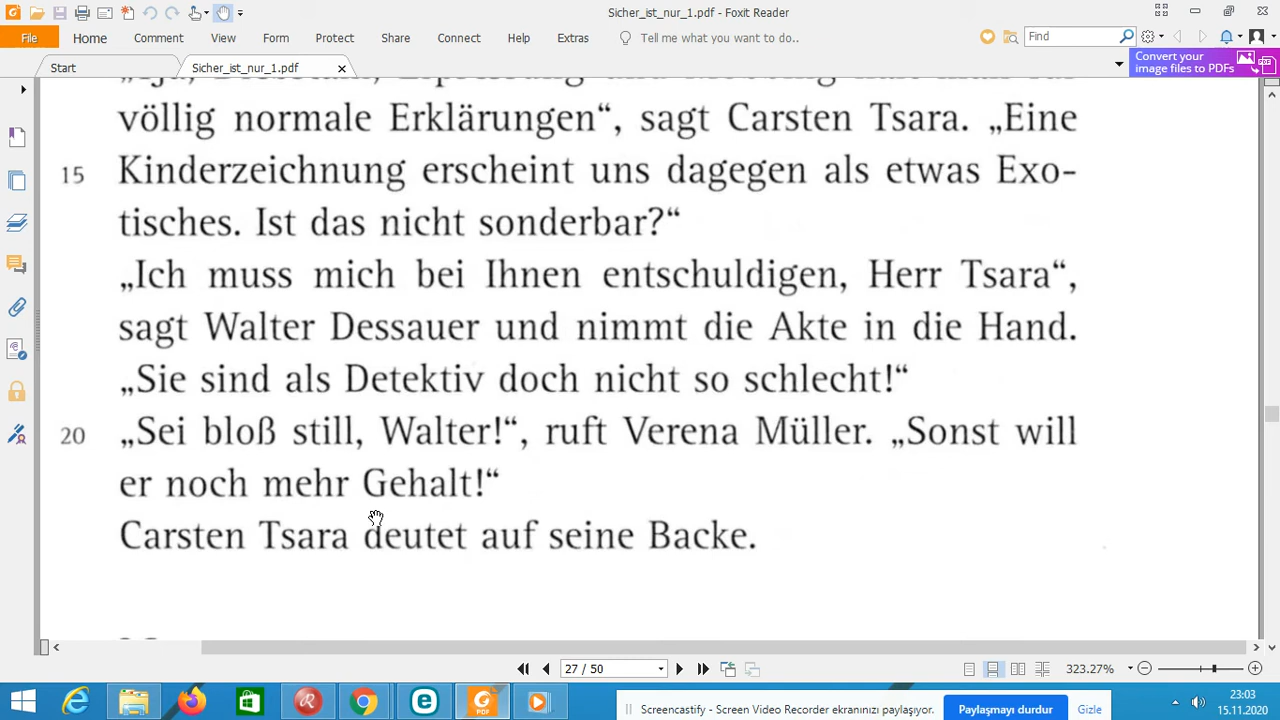 Sicher_ist_nur_1.pdf - Foxit Reader
File Home Comment View Form Protect Share Connect Help Extras Tell me what you want to do.. Find
Start Sicher_ist_nur_1.pdf
Convert your
image files to PDFs
völlig normale Erklärungen“, sagt Carsten Tsara. „Eine
15 Kinderzeichnung erscheint uns dagegen als etwas Exo-
tisches. Ist das nicht sonderbar?“
„Ich muss mich bei Ihnen entschuldigen, Herr Tsara“,
sagt Walter Dessauer und nimmt die Akte in die Hand.
„Sie sind als Detektiv doch nicht so schlecht!“
20 „Sei bloß still, Walter!“, ruft Verena Müller. „Sonst will
er noch mehr Gehalt!“
Carsten Tsara deutet auf seine Backe.
27 / 50 323.27%
Screencastify - Screen Video Recorder ekranınızı paylaşıyor. Paylaşmayı durdur Gizle
23:03
15.11.2020